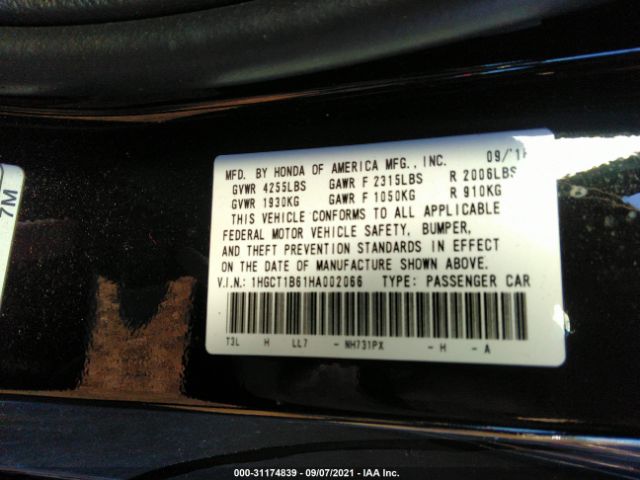 MFD. BY HONDA OF AMERICA MFG., INC. 09/
GVWR 4255LBS GAWR F 2315LBS R 2006LBS
GVWR 1930KG GAWR F 1050KG R 910KG
THIS VEHICLE CONFORMS TO ALL APPLICABLE
FEDERAL MOTOR VEHICLE SAFETY, BUMPER,
AND THEFT PREVENTION STANDARDS IN EFFECT
ON THE DATE OF MANUFACTURE SHOWN ABOVE.
V.I.N.: 1HGCT1B61HA002066 TYPE: PASSENGER CAR
T3L H LL7 - NH731PX - H - A
7M
000-31174839 - 09/07/2021 - IAA Inc.